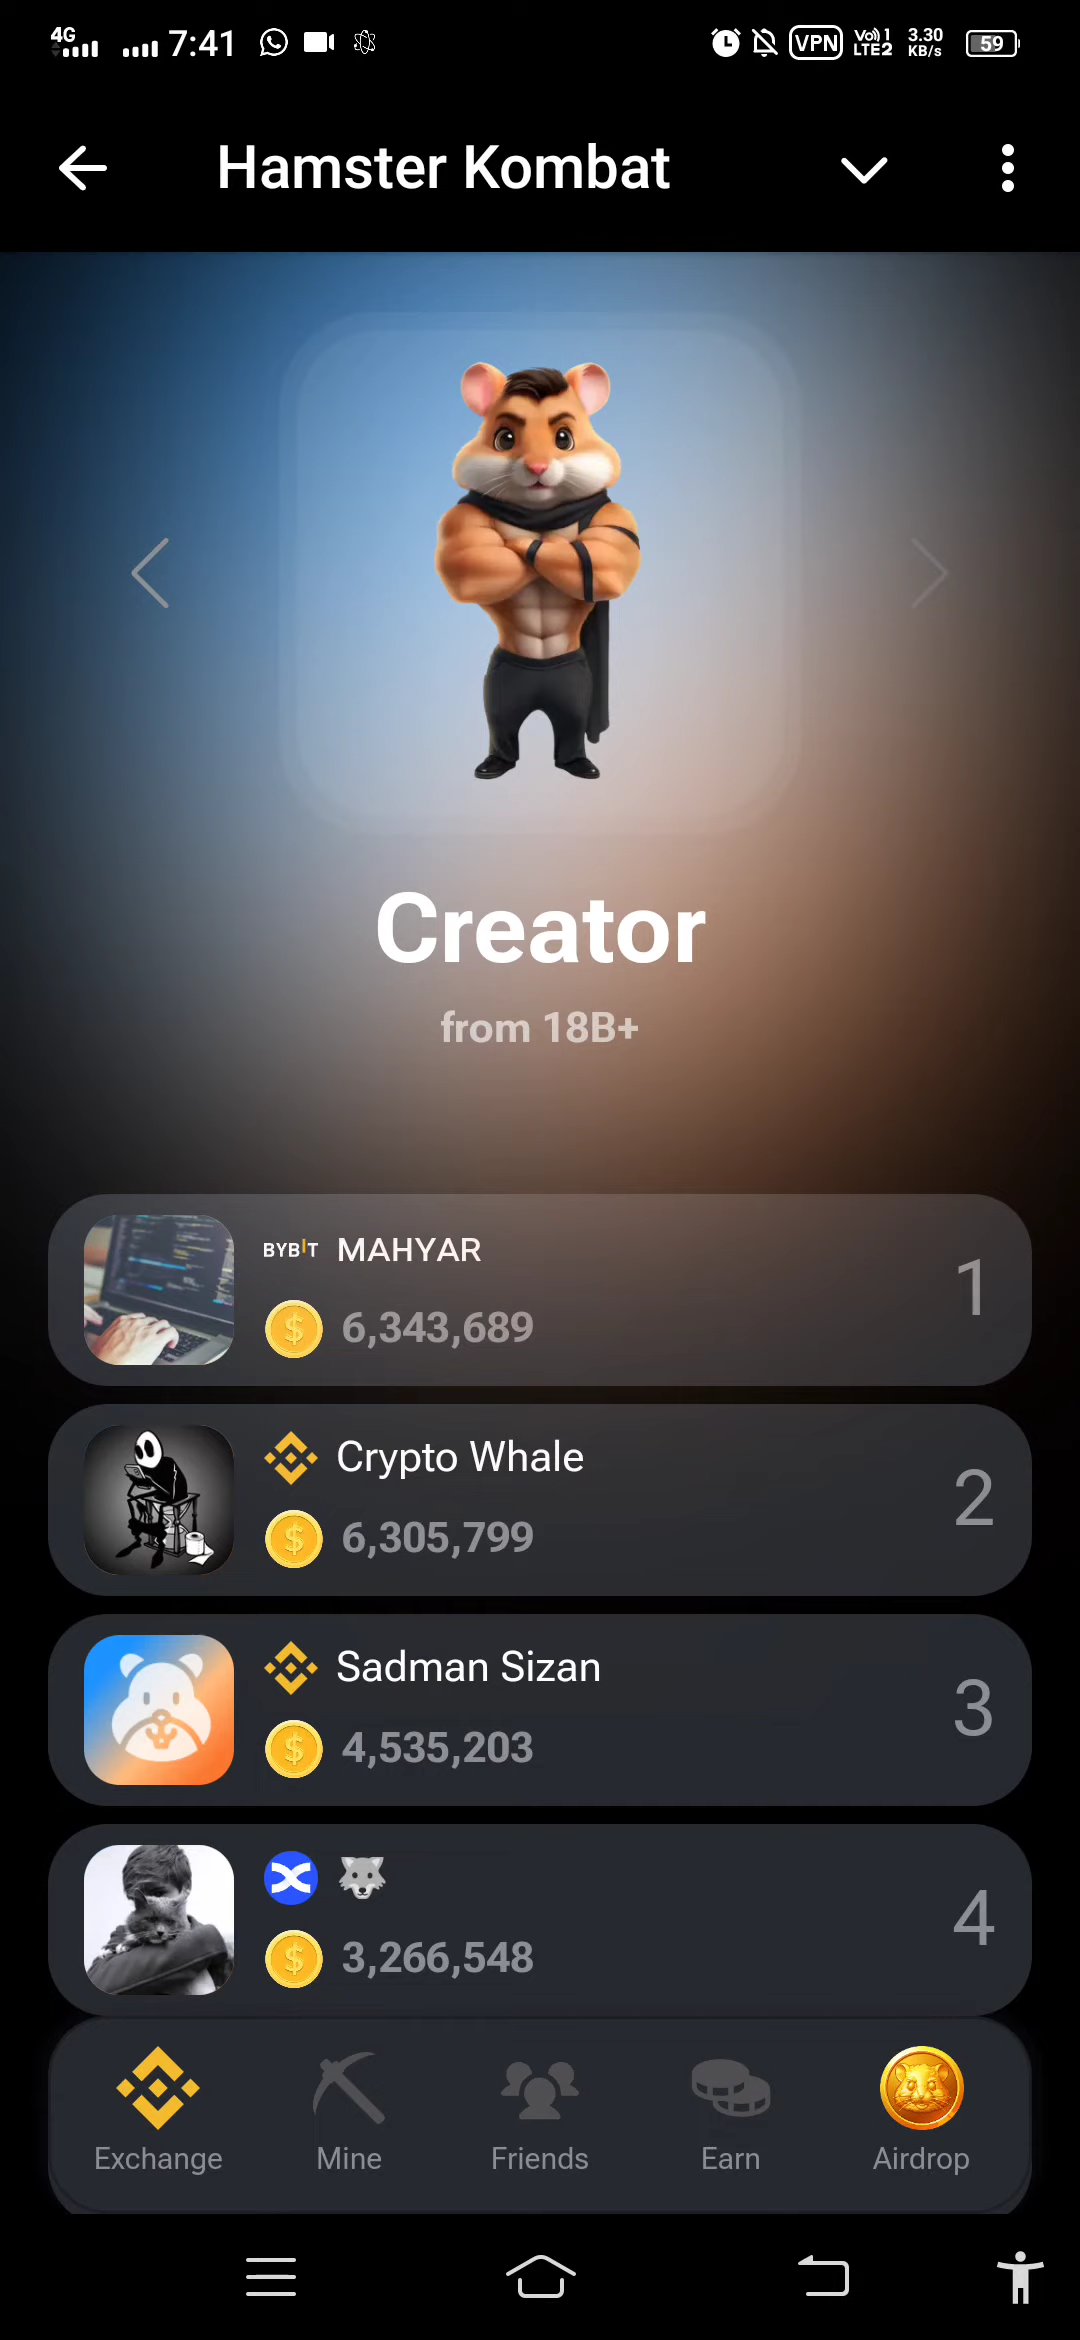 4G 7:41 VPN Vo) 1 LTE2 3.30 KB/s 59
Hamster Kombat
Creator
from 18B+
BYBIT MAHYAR
6,343,689
1
Crypto Whale
6,305,799
2
Sadman Sizan
4,535,203
3
3,266,548
4
Exchange Mine Friends Earn Airdrop